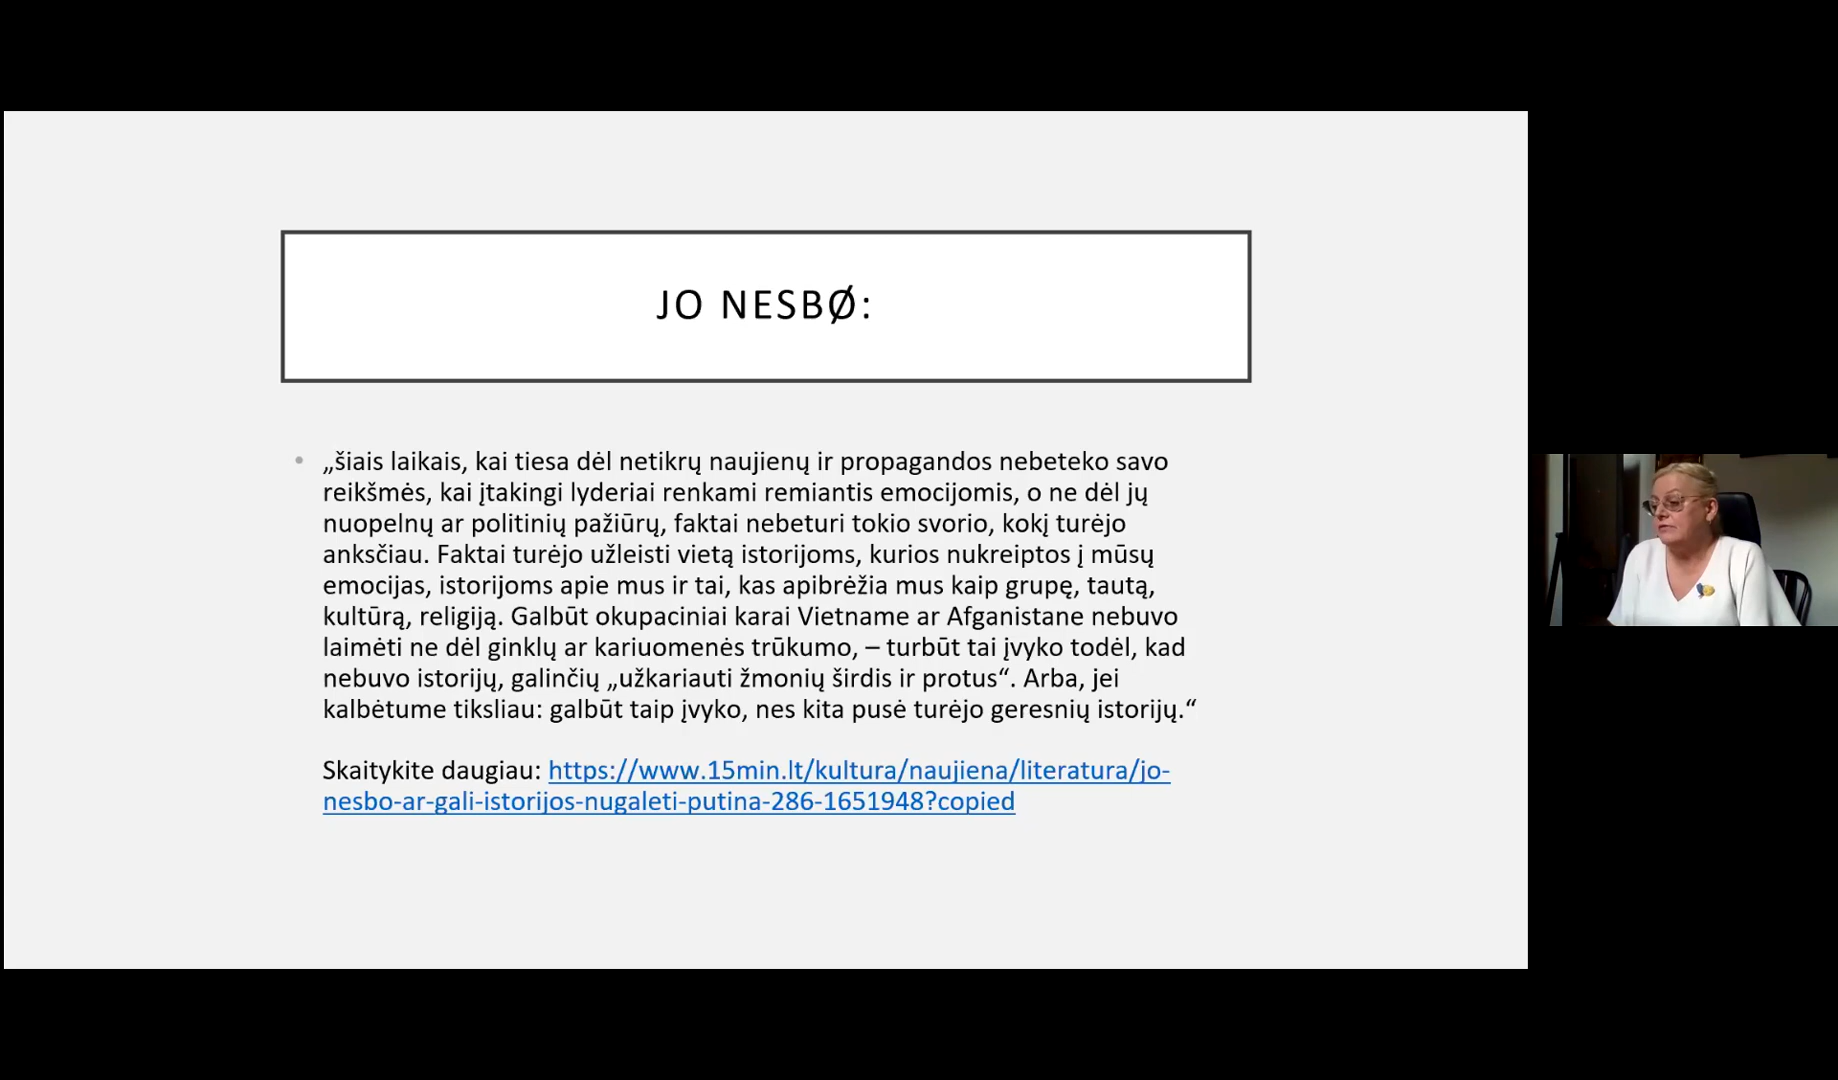 JO NESBØ:
„šiais laikais, kai tiesa dėl netikrų naujienų ir propagandos nebeteko savo
reikšmės, kai įtakingi lyderiai renkami remiantis emocijomis, o ne dėl jų
nuopelnų ar politinių pažiūrų, faktai nebeturi tokio svorio, kokį turėjo
anksčiau. Faktai turėjo užleisti vietą istorijoms, kurios nukreiptos į mūsų
emocijas, istorijoms apie mus ir tai, kas apibrėžia mus kaip grupę, tautą,
kultūrą, religiją. Galbūt okupaciniai karai Vietname ar Afganistane nebuvo
laimėti ne dėl ginklų ar kariuomenės trūkumo, – turbūt tai įvyko todėl, kad
nebuvo istorijų, galinčių „užkariauti žmonių širdis ir protus“. Arba, jei
kalbėtume tiksliau: galbūt taip įvyko, nes kita pusė turėjo geresnių istorijų.“
Skaitykite daugiau: https://www.15min.lt/kultura/naujiena/literatura/jo-
nesbo-ar-gali-istorijos-nugaleti-putina-286-1651948?copied